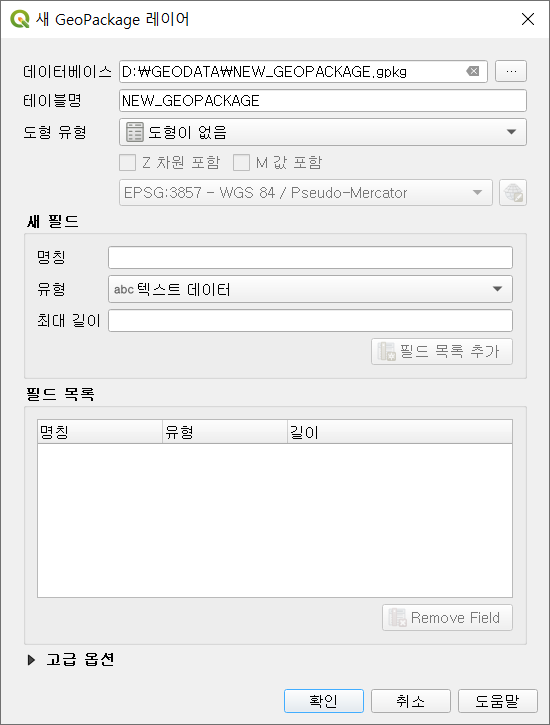 새 GeoPackage 레이어
데이터베이스 D:₩GEODATA₩NEW_GEOPACKAGE.gpkg ...
테이블명 NEW_GEOPACKAGE
도형 유형 도형이 없음
Z 차원 포함 M 값 포함
EPSG:3857 - WGS 84 / Pseudo-Mercator
새 필드
명칭
유형 abc 텍스트 데이터
최대 길이
필드 목록 추가
필드 목록
명칭 유형 길이
Remove Field
고급 옵션
확인 취소 도움말